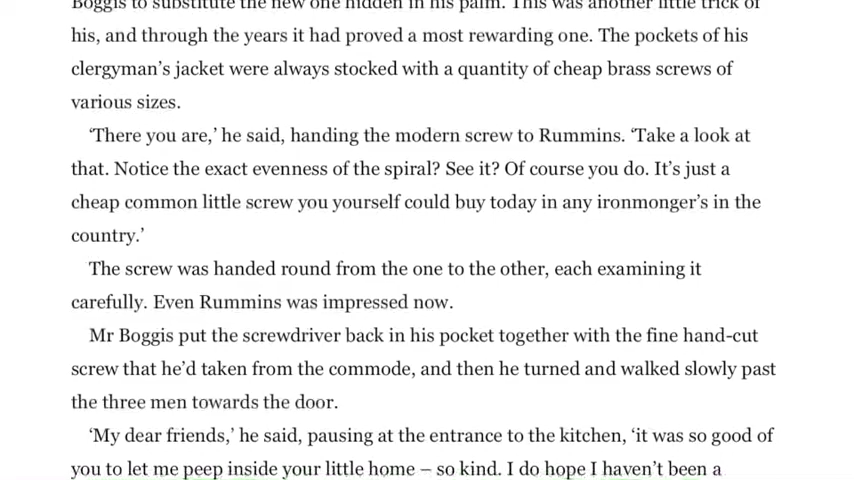 Boggis to substitute the new one hidden in his palm. This was another little trick of
his, and through the years it had proved a most rewarding one. The pockets of his
clergyman’s jacket were always stocked with a quantity of cheap brass screws of
various sizes.
‘There you are,’ he said, handing the modern screw to Rummins. ‘Take a look at
that. Notice the exact evenness of the spiral? See it? Of course you do. It’s just a
cheap common little screw you yourself could buy today in any ironmonger’s in the
country.’
The screw was handed round from the one to the other, each examining it
carefully. Even Rummins was impressed now.
Mr Boggis put the screwdriver back in his pocket together with the fine hand-cut
screw that he’d taken from the commode, and then he turned and walked slowly past
the three men towards the door.
‘My dear friends,’ he said, pausing at the entrance to the kitchen, ‘it was so good of
you to let me peep inside your little home – so kind. I do hope I haven’t been a